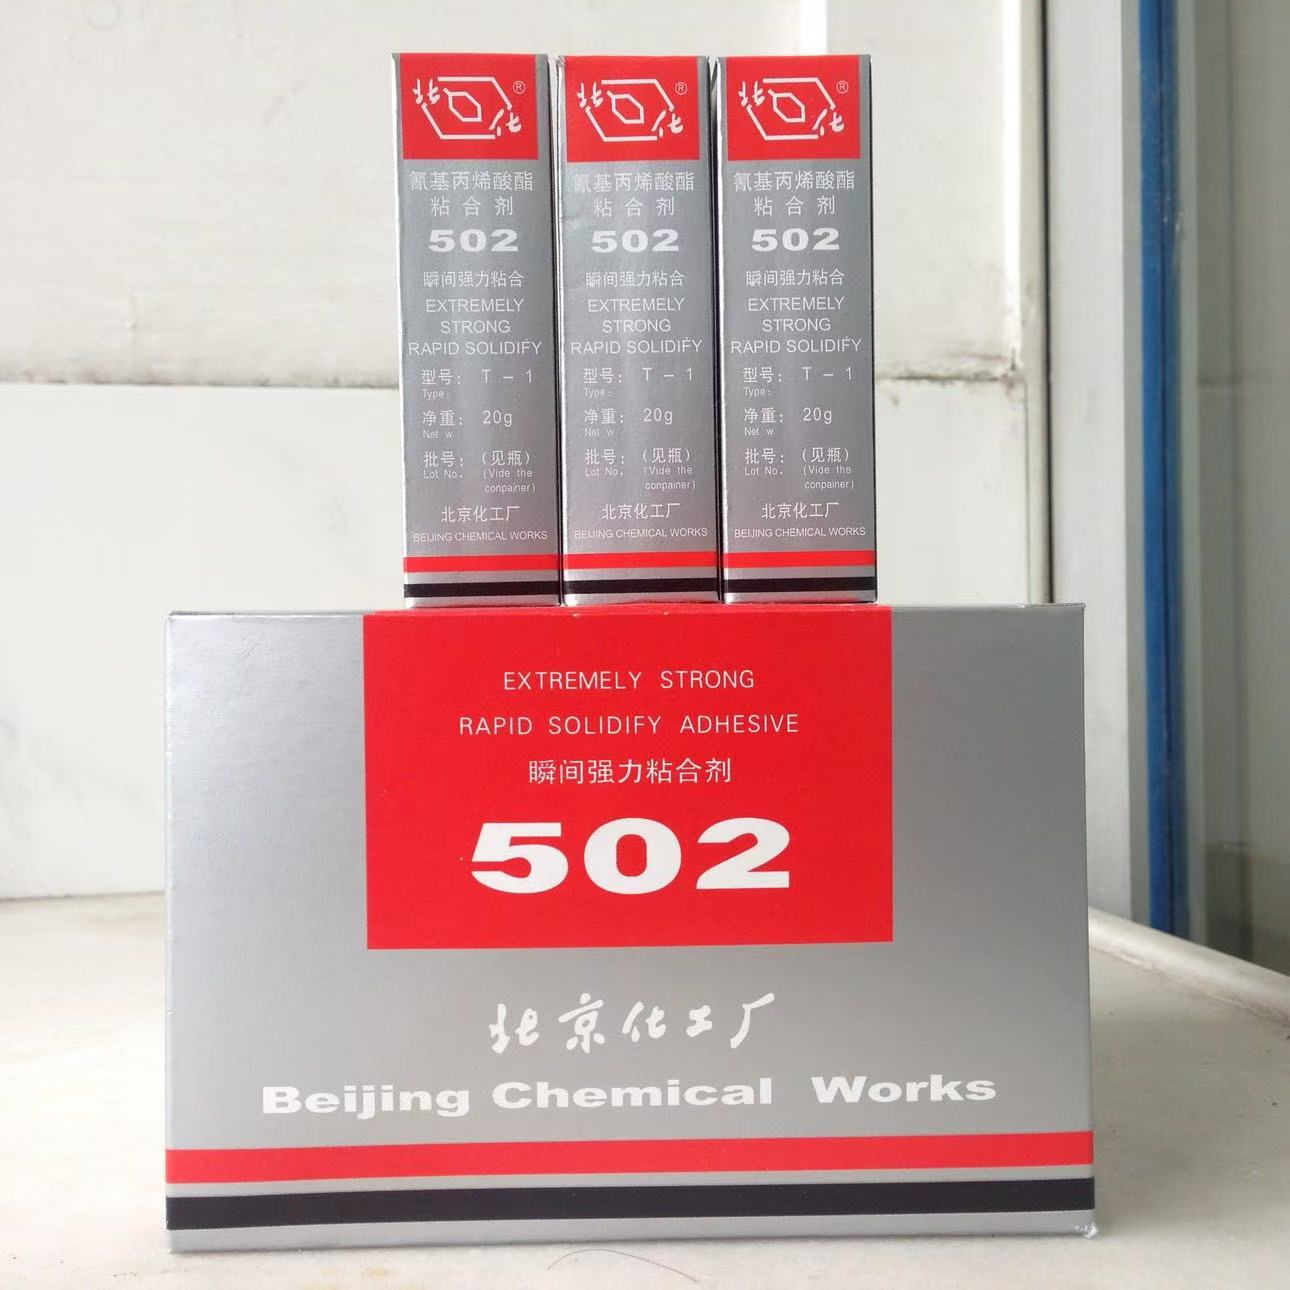 北化®
氰基丙烯酸酯
粘合剂
502
瞬间强力粘合
EXTREMELY
STRONG
RAPID SOLIDIFY
型号: T-1
Type:
净重: 20g
Net w
批号: (见瓶)
Lot No. (Vide the
conpainer)
北京化工厂
BEIJING CHEMICAL WORKS
北化®
氰基丙烯酸酯
粘合剂
502
瞬间强力粘合
EXTREMELY
STRONG
RAPID SOLIDIFY
型号: T-1
Type:
净重: 20g
Net w
批号: (见瓶)
Lot No. (Vide the
conpainer)
北京化工厂
BEIJING CHEMICAL WORKS
北化®
氰基丙烯酸酯
粘合剂
502
瞬间强力粘合
EXTREMELY
STRONG
RAPID SOLIDIFY
型号: T-1
Type:
净重: 20g
Net w
批号: (见瓶)
Lot No. (Vide the
conpainer)
北京化工厂
BEIJING CHEMICAL WORKS
EXTREMELY STRONG
RAPID SOLIDIFY ADHESIVE
瞬间强力粘合剂
502
北京化工厂
Beijing Chemical Works